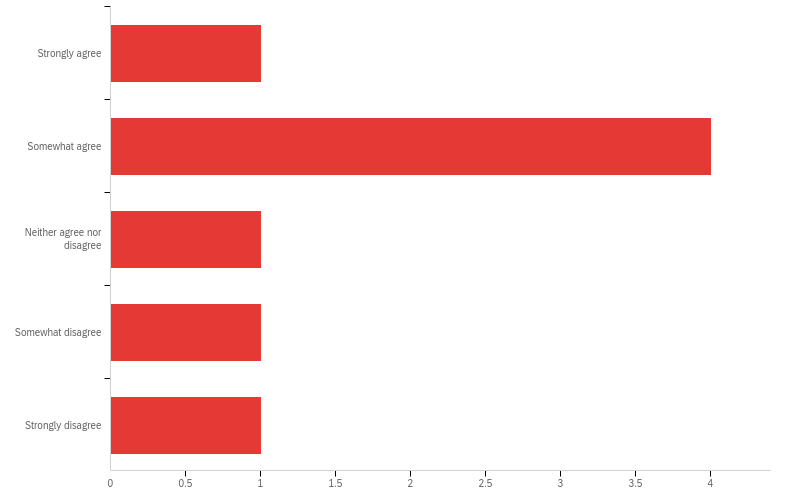 Strongly agree
Somewhat agree
Neither agree nor
disagree
Somewhat disagree
Strongly disagree
0 0.5 1 1.5 2 2.5 3 3.5 4